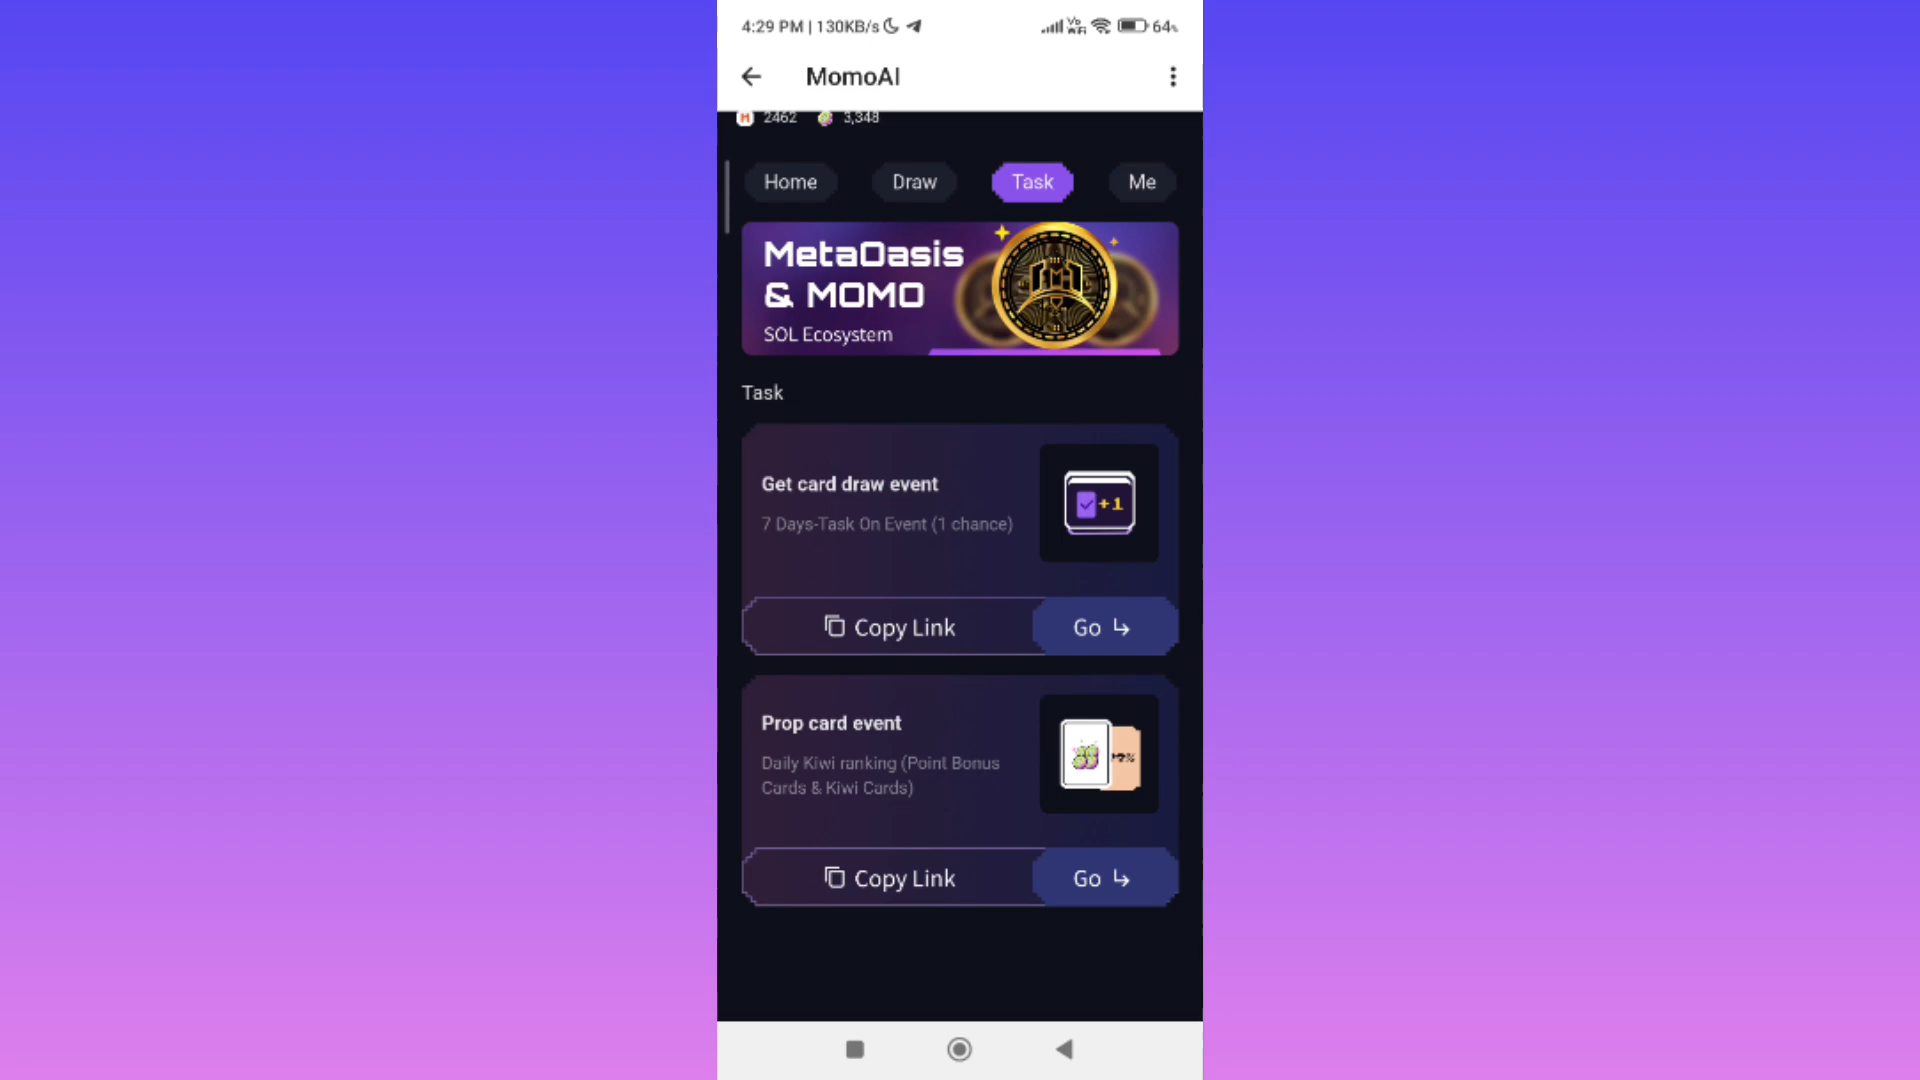 4:29 PM | 130KB/s
Vo
WiFi
64%
MomoAI
M 2462 3,348
Home Draw Task Me
MetaOasis
& MOMO
SOL Ecosystem
Task
Get card draw event
7 Days-Task On Event (1 chance)
+1
Copy Link Go
Prop card event
Daily Kiwi ranking (Point Bonus
Cards & Kiwi Cards)
Copy Link Go